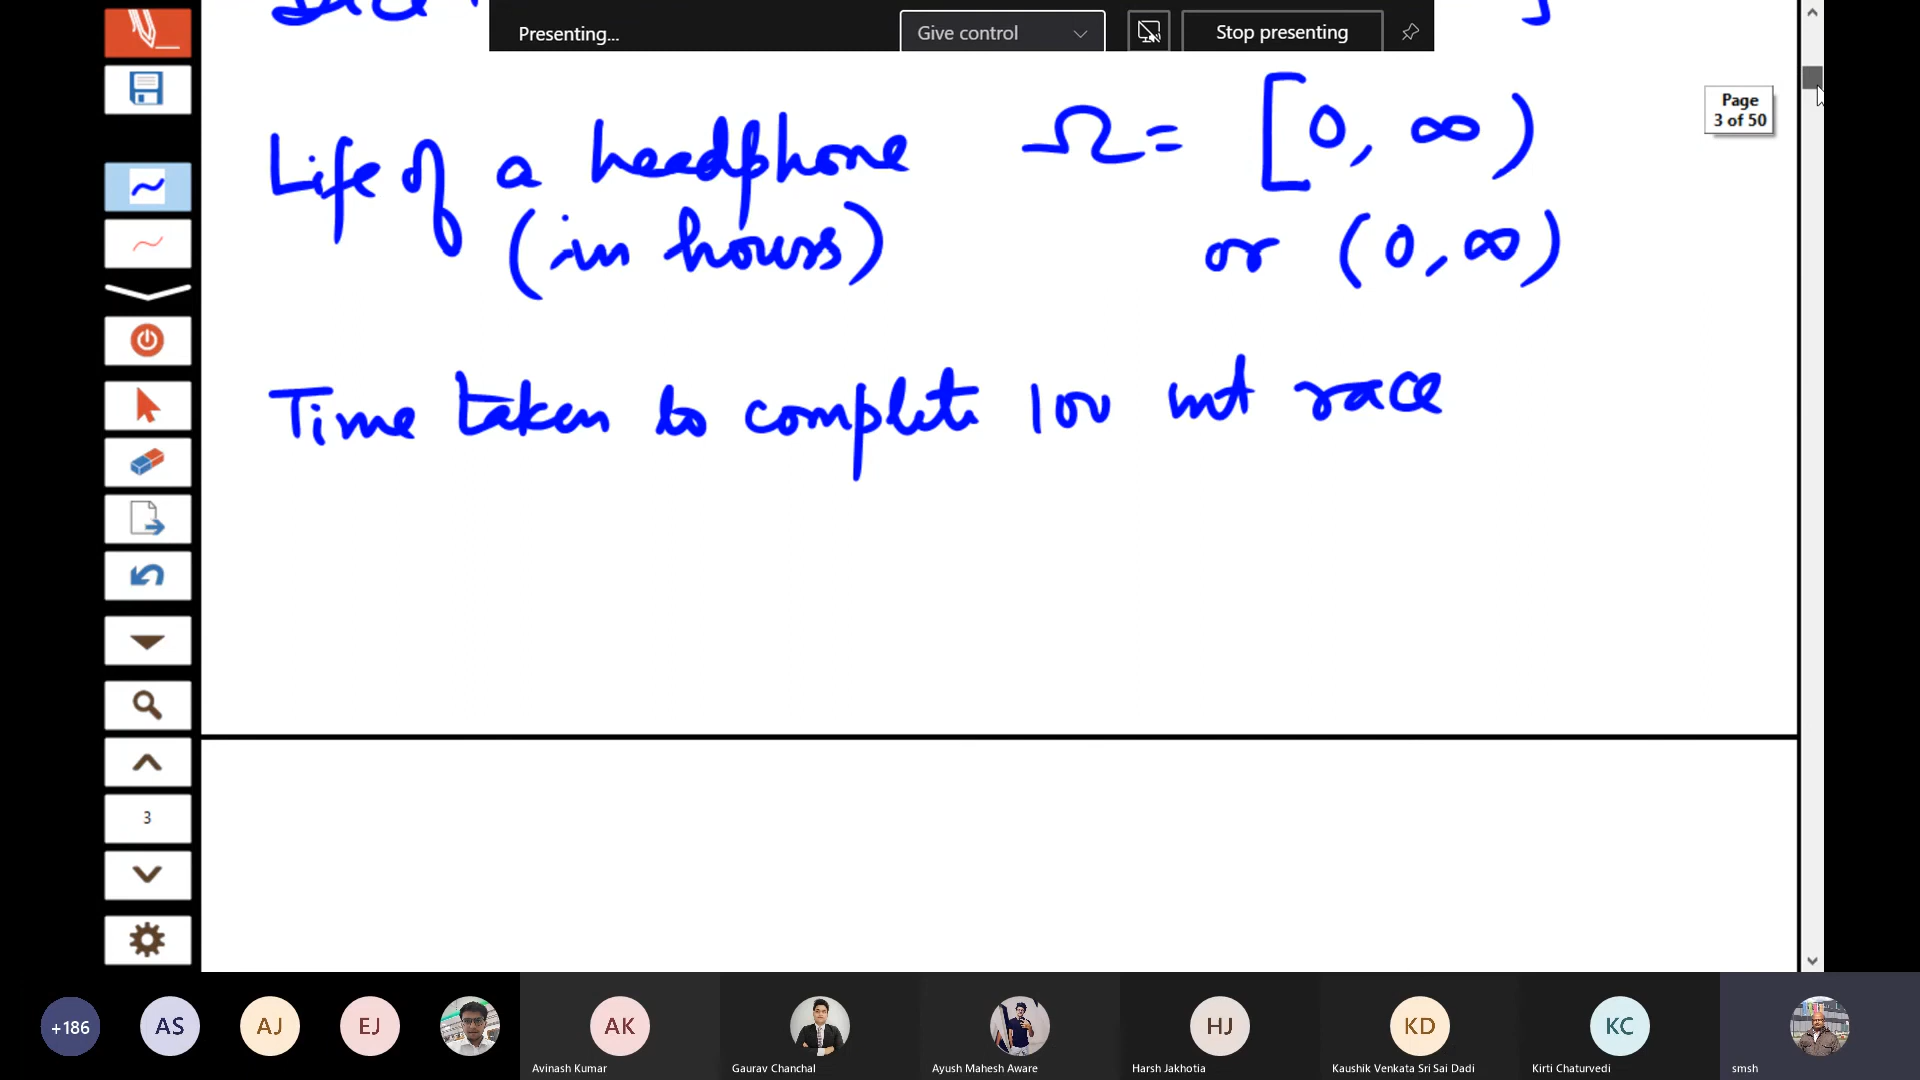 Presenting...
Give control
Stop presenting
Page
3 of 50
Life of a headphone Ω = [0, ∞)
(in hours) or (0, ∞)
Time taken to complete 100 mt race
3
+186
AS
AJ
EJ
AK
HJ
KD
KC
Avinash Kumar
Gaurav Chanchal
Ayush Mahesh Aware
Harsh Jakhotia
Kaushik Venkata Sri Sai Dadi
Kirti Chaturvedi
smsh